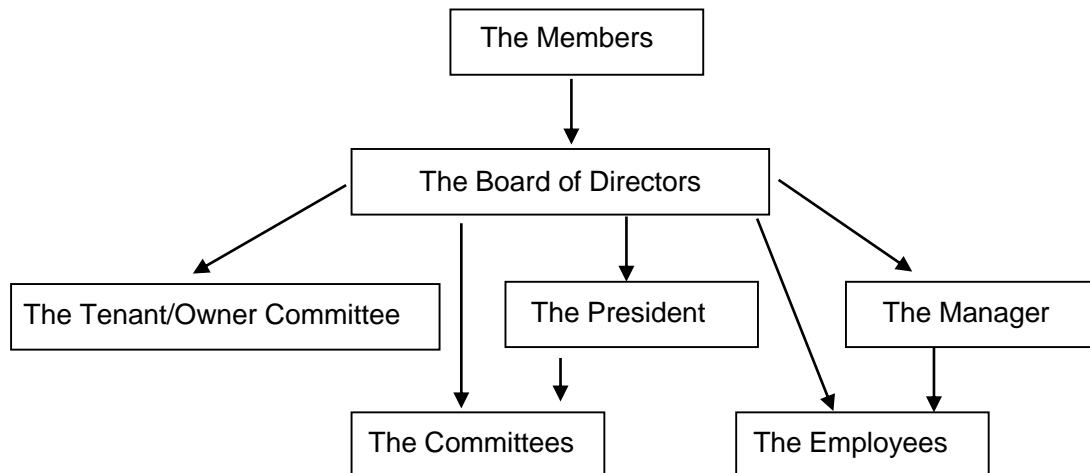 The Members
The Board of Directors
The Tenant/Owner Committee
The President
The Manager
The Committees
The Employees